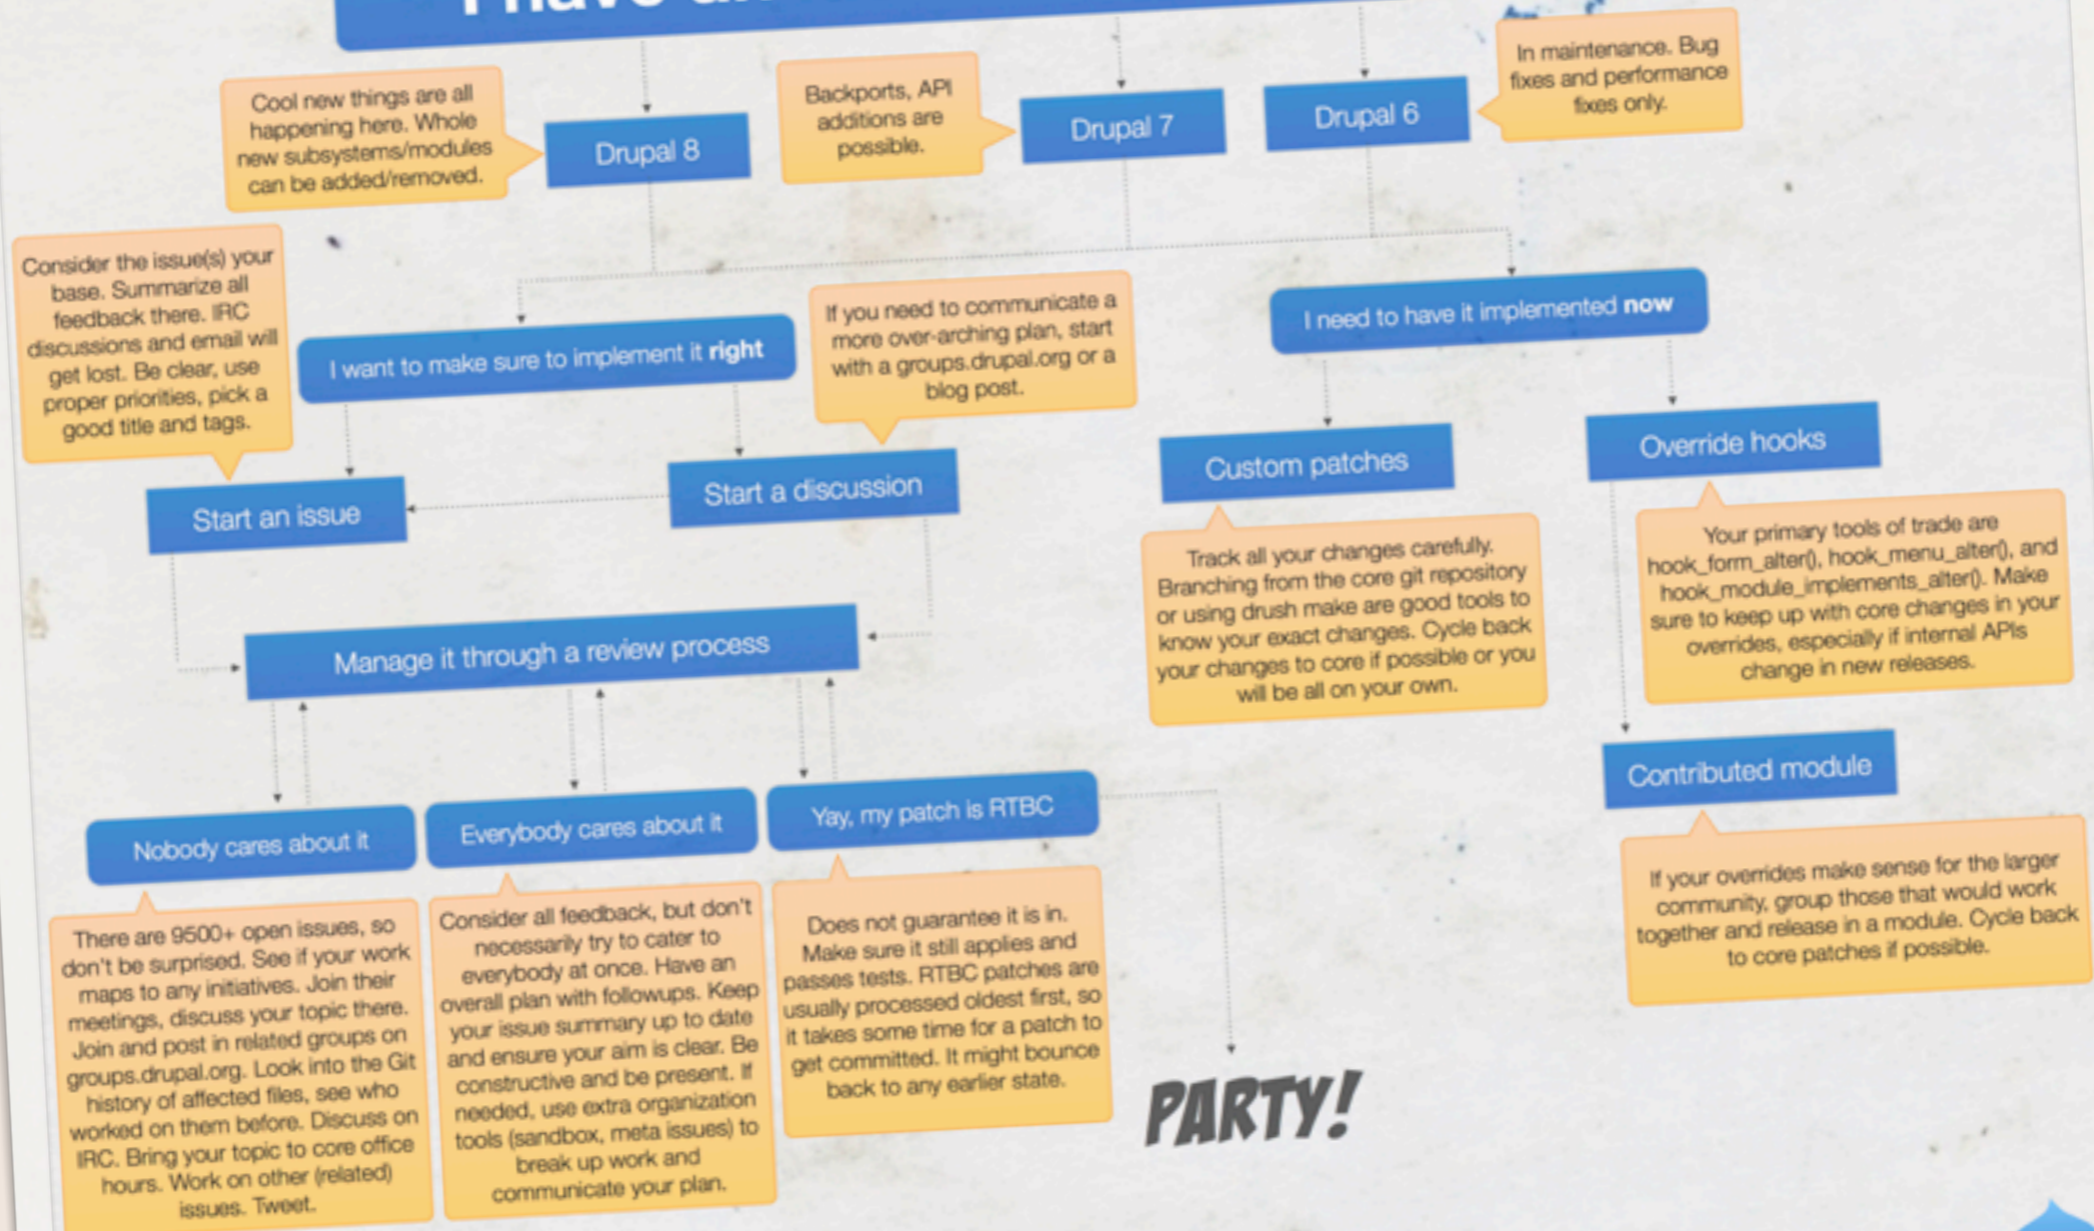 I have
Cool new things are all
happening here. Whole
new subsystems/modules
can be added/removed.
Drupal 8
Backports, API
additions are
possible.
Drupal 7
Drupal 6
In maintenance. Bug
fixes and performance
fixes only.
Consider the issue(s) your
base. Summarize all
feedback there. IRC
discussions and email will
get lost. Be clear, use
proper priorities, pick a
good title and tags.
I want to make sure to implement it right
If you need to communicate a
more over-arching plan, start
with a groups.drupal.org or a
blog post.
I need to have it implemented now
Start an issue
Start a discussion
Custom patches
Override hooks
Track all your changes carefully.
Branching from the core git repository
or using drush make are good tools to
know your exact changes. Cycle back
your changes to core if possible or you
will be all on your own.
Your primary tools of trade are
hook_form_alter(), hook_menu_alter(), and
hook_module_implements_alter(). Make
sure to keep up with core changes in your
overrides, especially if internal APIs
change in new releases.
Manage it through a review process
Contributed module
Nobody cares about it
Everybody cares about it
Yay, my patch is RTBC
If your overrides make sense for the larger
community, group those that would work
together and release in a module. Cycle back
to core patches if possible.
There are 9500+ open issues, so
don't be surprised. See if your work
maps to any initiatives. Join their
meetings, discuss your topic there.
Join and post in related groups on
groups.drupal.org. Look into the Git
history of affected files, see who
worked on them before. Discuss on
IRC. Bring your topic to core office
hours. Work on other (related)
issues. Tweet.
Consider all feedback, but don't
necessarily try to cater to
everybody at once. Have an
overall plan with followups. Keep
your issue summary up to date
and ensure your aim is clear. Be
constructive and be present. If
needed, use extra organization
tools (sandbox, meta issues) to
break up work and
communicate your plan.
Does not guarantee it is in.
Make sure it still applies and
passes tests. RTBC patches are
usually processed oldest first, so
it takes some time for a patch to
get committed. It might bounce
back to any earlier state.
PARTY!